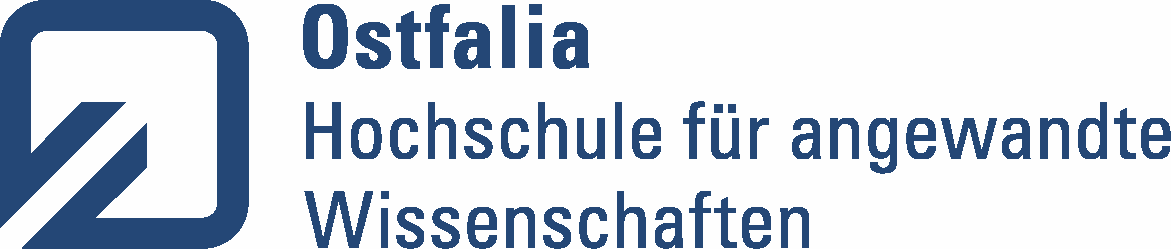 Ostfalia
Hochschule für angewandte
Wissenschaften